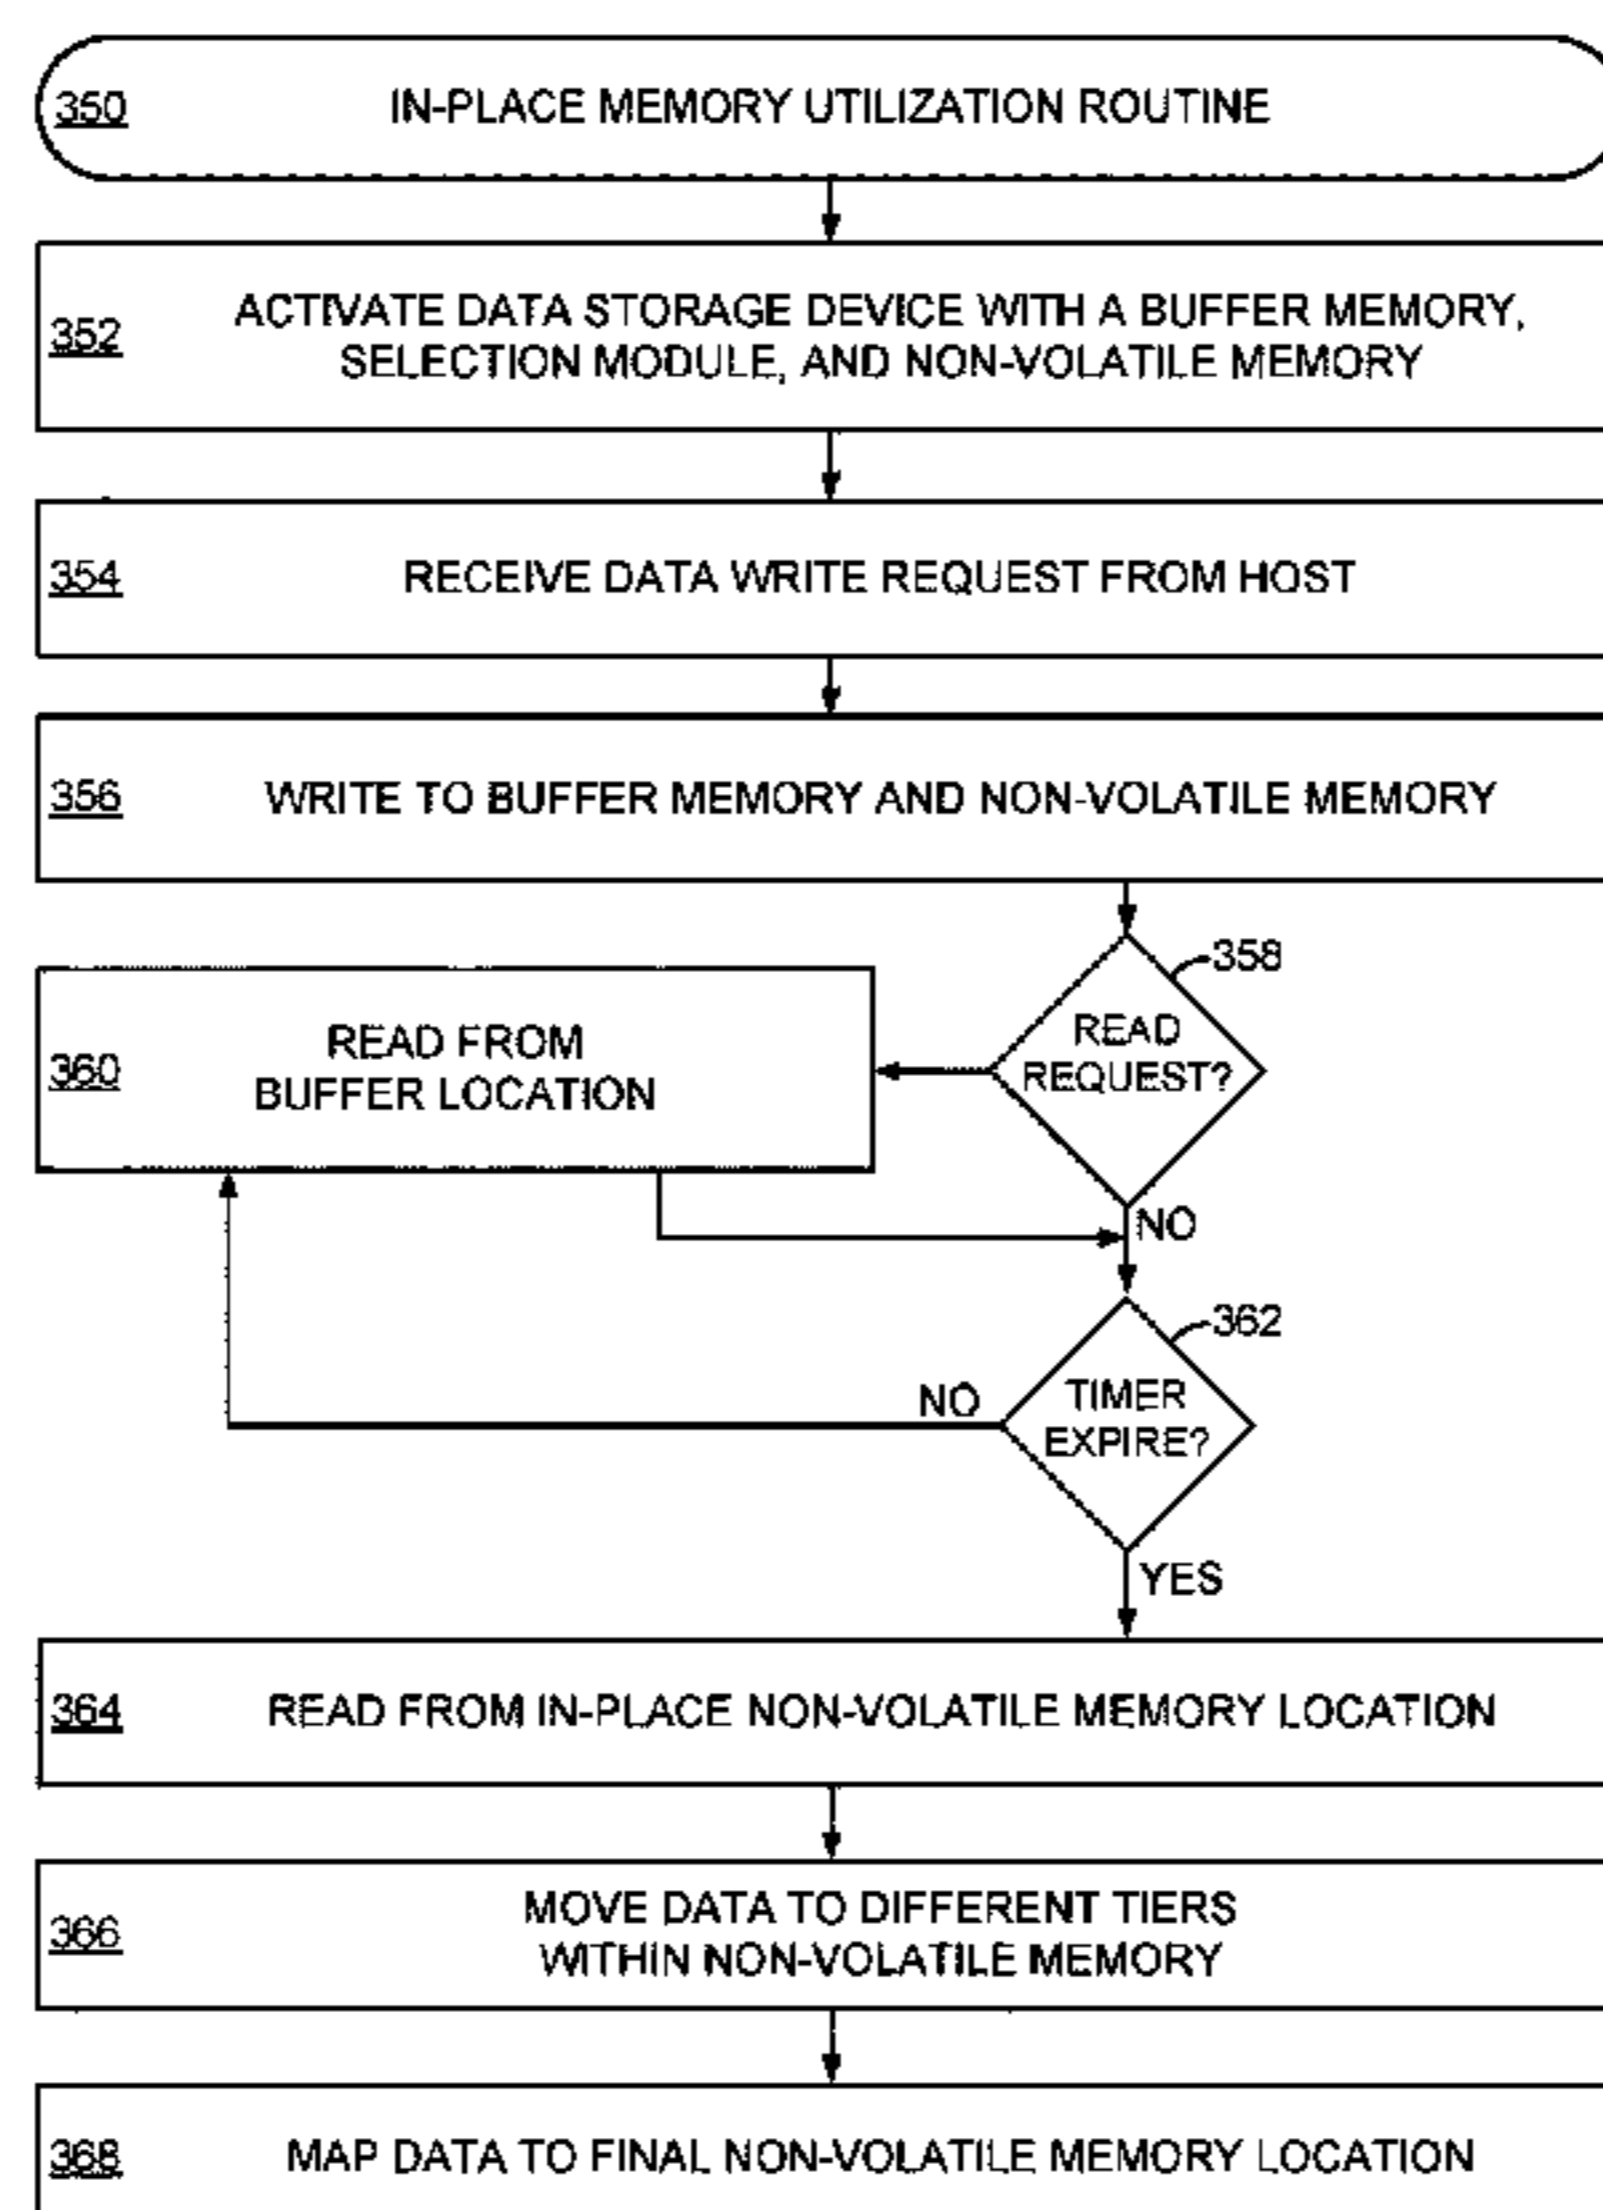 350 IN-PLACE MEMORY UTILIZATION ROUTINE
352 ACTIVATE DATA STORAGE DEVICE WITH A BUFFER MEMORY,
SELECTION MODULE, AND NON-VOLATILE MEMORY
354 RECEIVE DATA WRITE REQUEST FROM HOST
356 WRITE TO BUFFER MEMORY AND NON-VOLATILE MEMORY
358
READ
REQUEST?
360 READ FROM
BUFFER LOCATION
NO
362
TIMER
EXPIRE?
NO
YES
364 READ FROM IN-PLACE NON-VOLATILE MEMORY LOCATION
366 MOVE DATA TO DIFFERENT TIERS
WITHIN NON-VOLATILE MEMORY
368 MAP DATA TO FINAL NON-VOLATILE MEMORY LOCATION